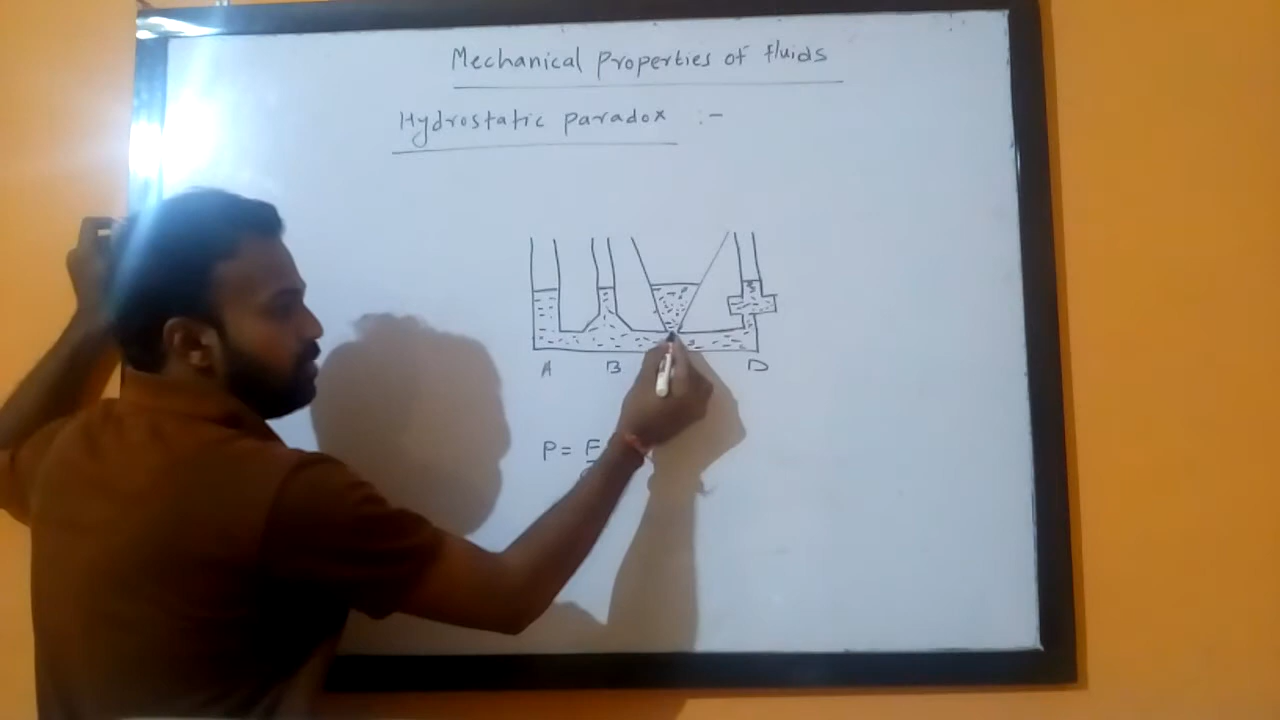 Mechanical Properties of fluids
Hydrostatic paradox :-
A B D
P = F